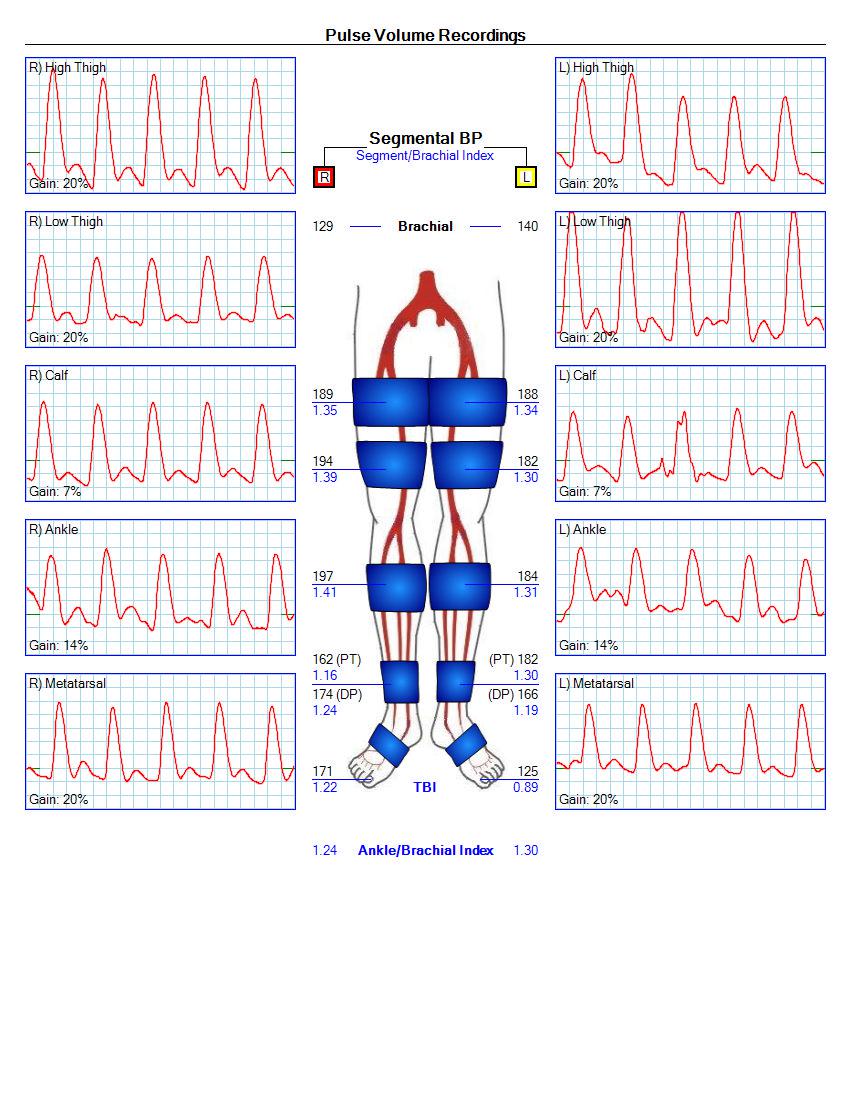 Pulse Volume Recordings
R) High Thigh
Gain: 20%
R) Low Thigh
Gain: 20%
R) Calf
Gain: 7%
R) Ankle
Gain: 14%
R) Metatarsal
Gain: 20%
Segmental BP
Segment/Brachial Index
R L
129 Brachial 140
189 188
1.35 1.34
194 182
1.39 1.30
197 184
1.41 1.31
162 (PT) (PT) 182
1.16 1.30
174 (DP) (DP) 166
1.24 1.19
171 125
1.22 TBI 0.89
1.24 Ankle/Brachial Index 1.30
L) High Thigh
Gain: 20%
L) Low Thigh
Gain: 20%
L) Calf
Gain: 7%
L) Ankle
Gain: 14%
L) Metatarsal
Gain: 20%